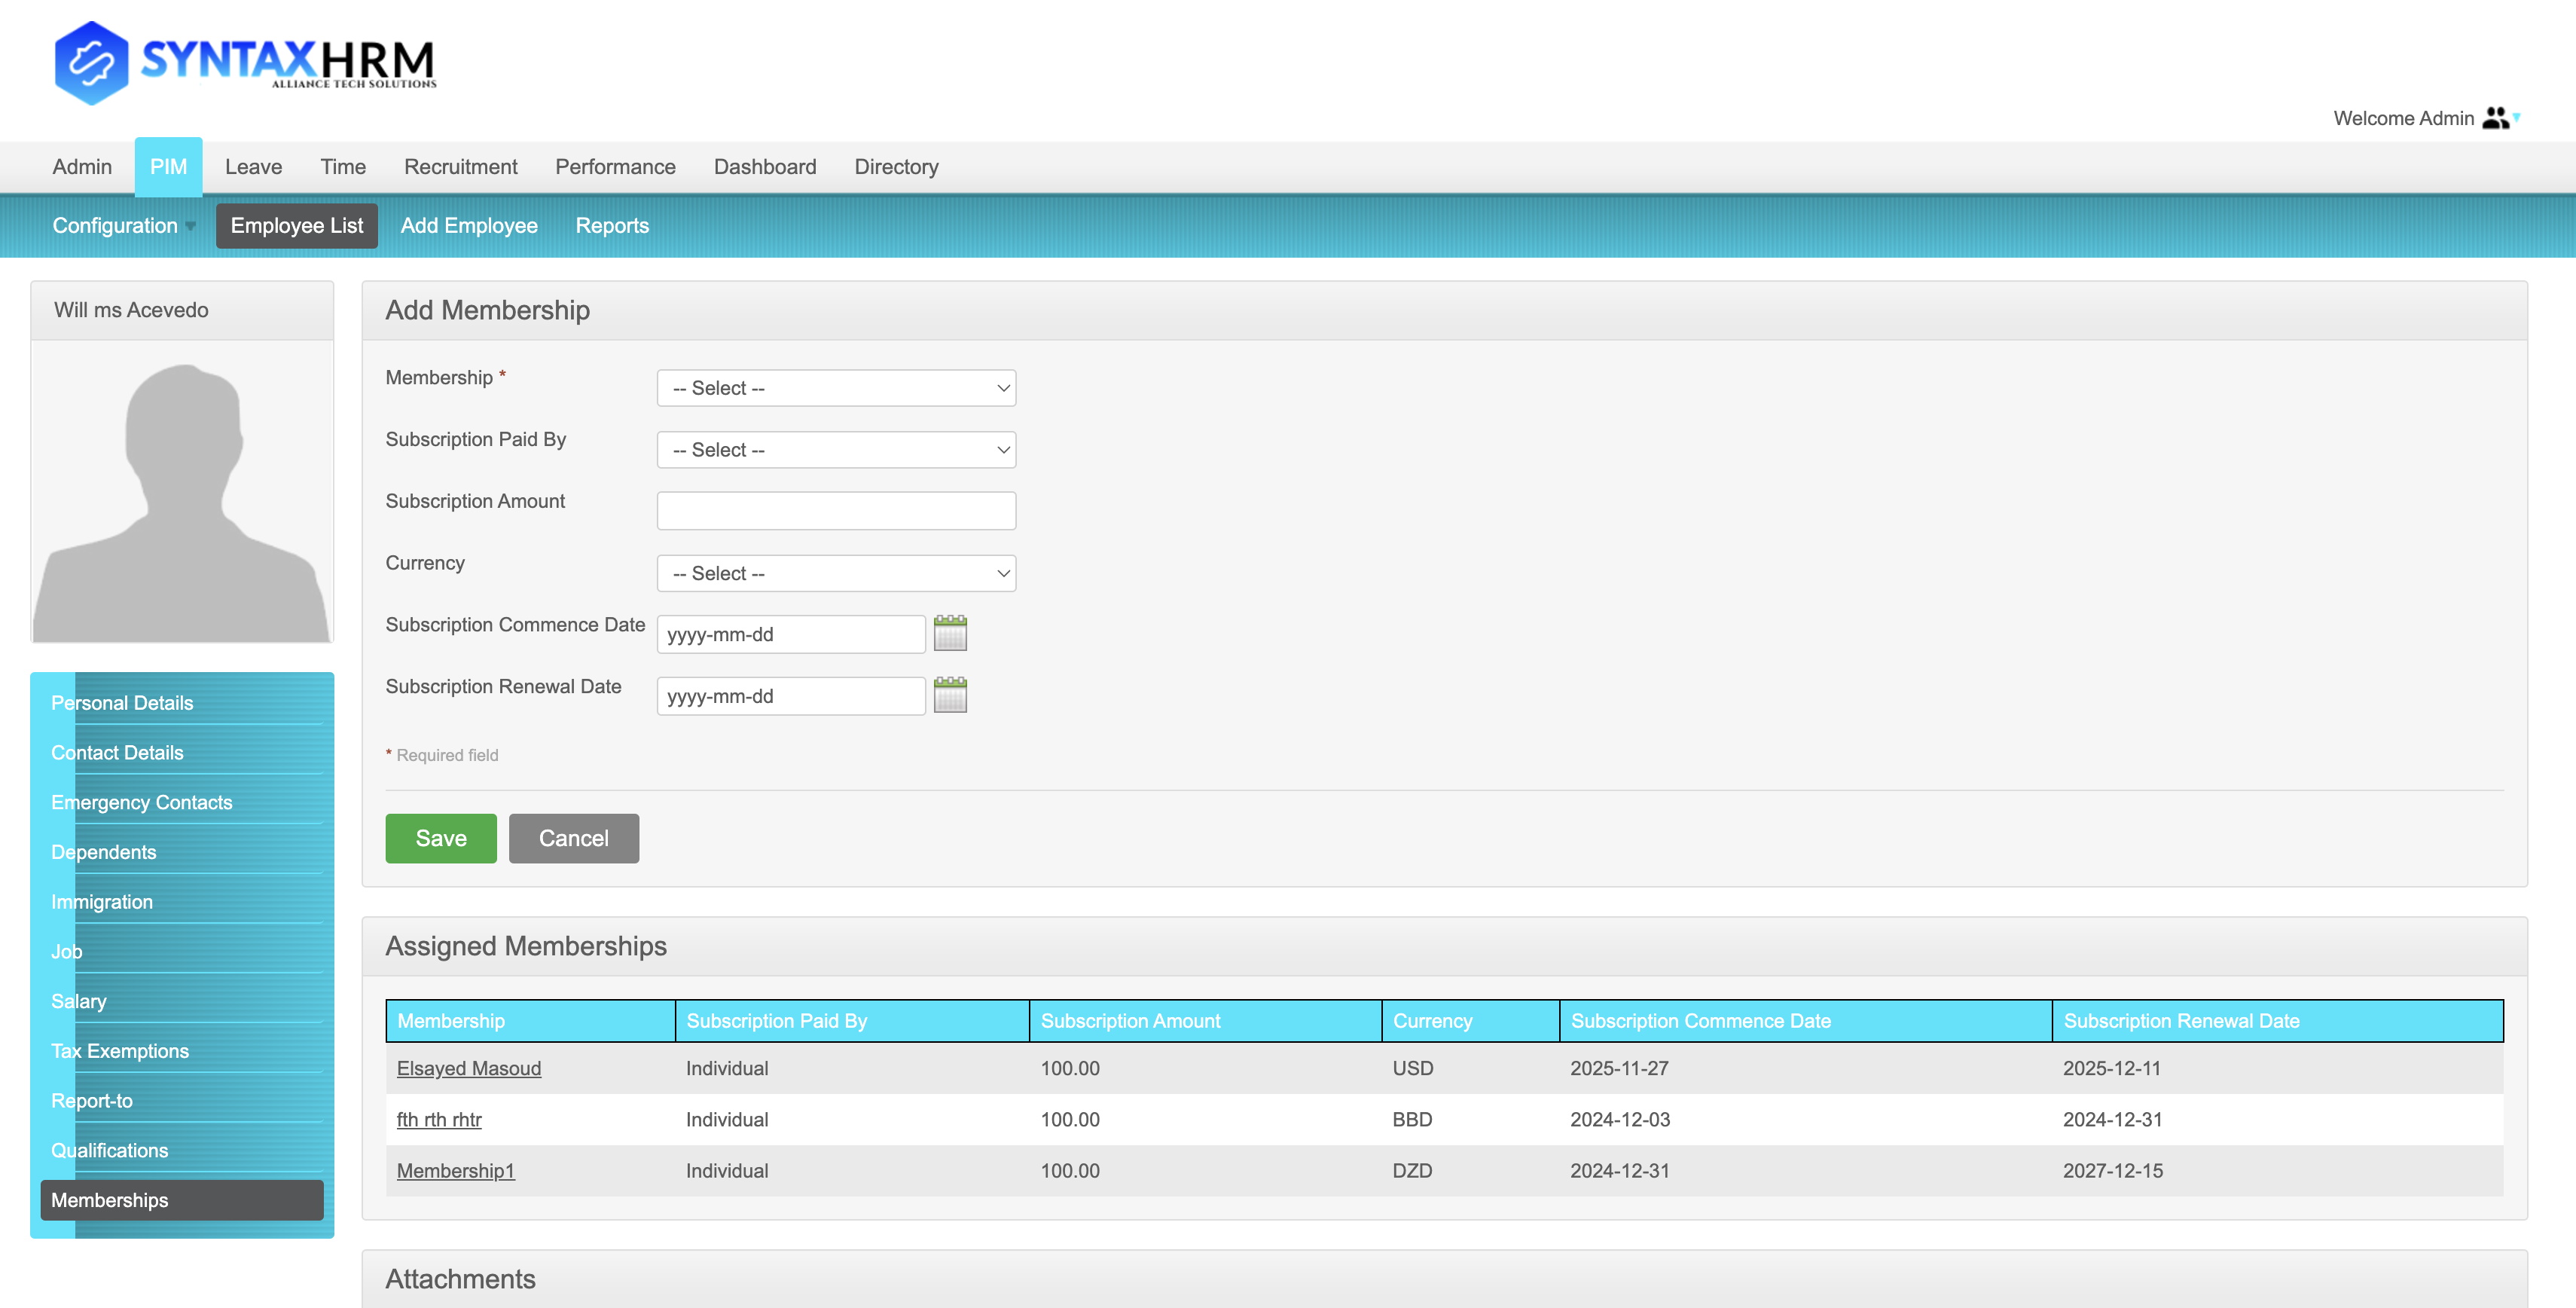 SYNTAXHRM
ALLIANCE TECH SOLUTIONS
Welcome Admin
Admin PIM Leave Time Recruitment Performance Dashboard Directory
Configuration Employee List Add Employee Reports
Will ms Acevedo
Personal Details
Contact Details
Emergency Contacts
Dependents
Immigration
Job
Salary
Tax Exemptions
Report-to
Qualifications
Memberships
Add Membership
Membership * -- Select --
Subscription Paid By -- Select --
Subscription Amount
Currency -- Select --
Subscription Commence Date yyyy-mm-dd
Subscription Renewal Date yyyy-mm-dd
* Required field
Save Cancel
Assigned Memberships
Membership Subscription Paid By Subscription Amount Currency Subscription Commence Date Subscription Renewal Date
Elsayed Masoud Individual 100.00 USD 2025-11-27 2025-12-11
fth rth rhtr Individual 100.00 BBD 2024-12-03 2024-12-31
Membership1 Individual 100.00 DZD 2024-12-31 2027-12-15
Attachments